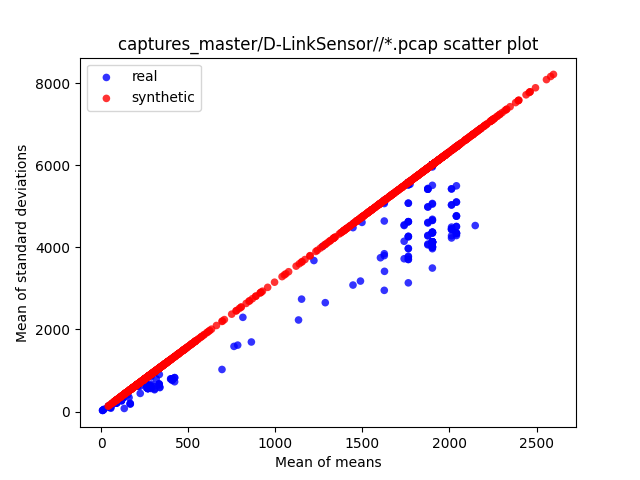 captures_master/D-LinkSensor//*.pcap scatter plot
real
synthetic
Mean of standard deviations
8000
6000
4000
2000
0
0
500
1000
1500
2000
2500
Mean of means